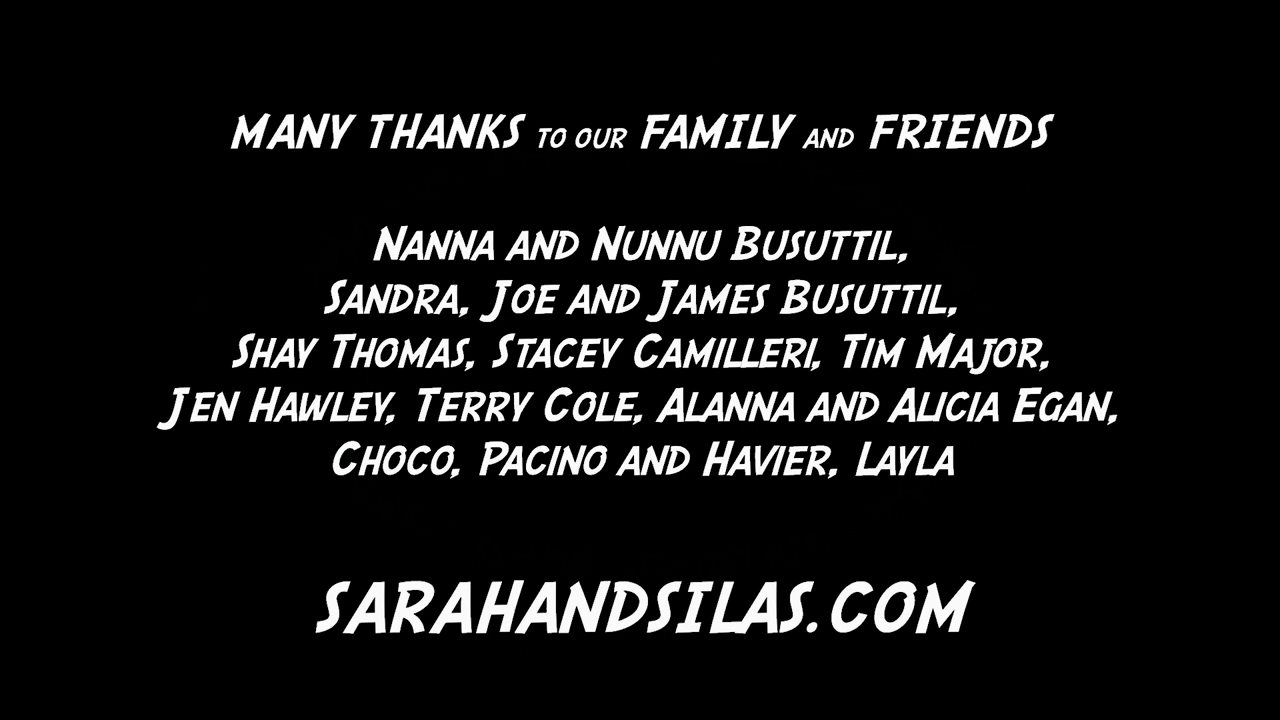 MANY THANKS TO OUR FAMILY AND FRIENDS
NANNA AND NUNNU BUSUTTIL,
SANDRA, JOE AND JAMES BUSUTTIL,
SHAY THOMAS, STACEY CAMILLERI, TIM MAJOR,
JEN HAWLEY, TERRY COLE, ALANNA AND ALICIA EGAN,
CHOCO, PACINO AND HAVIER, LAYLA
SARAHANDSILAS.COM